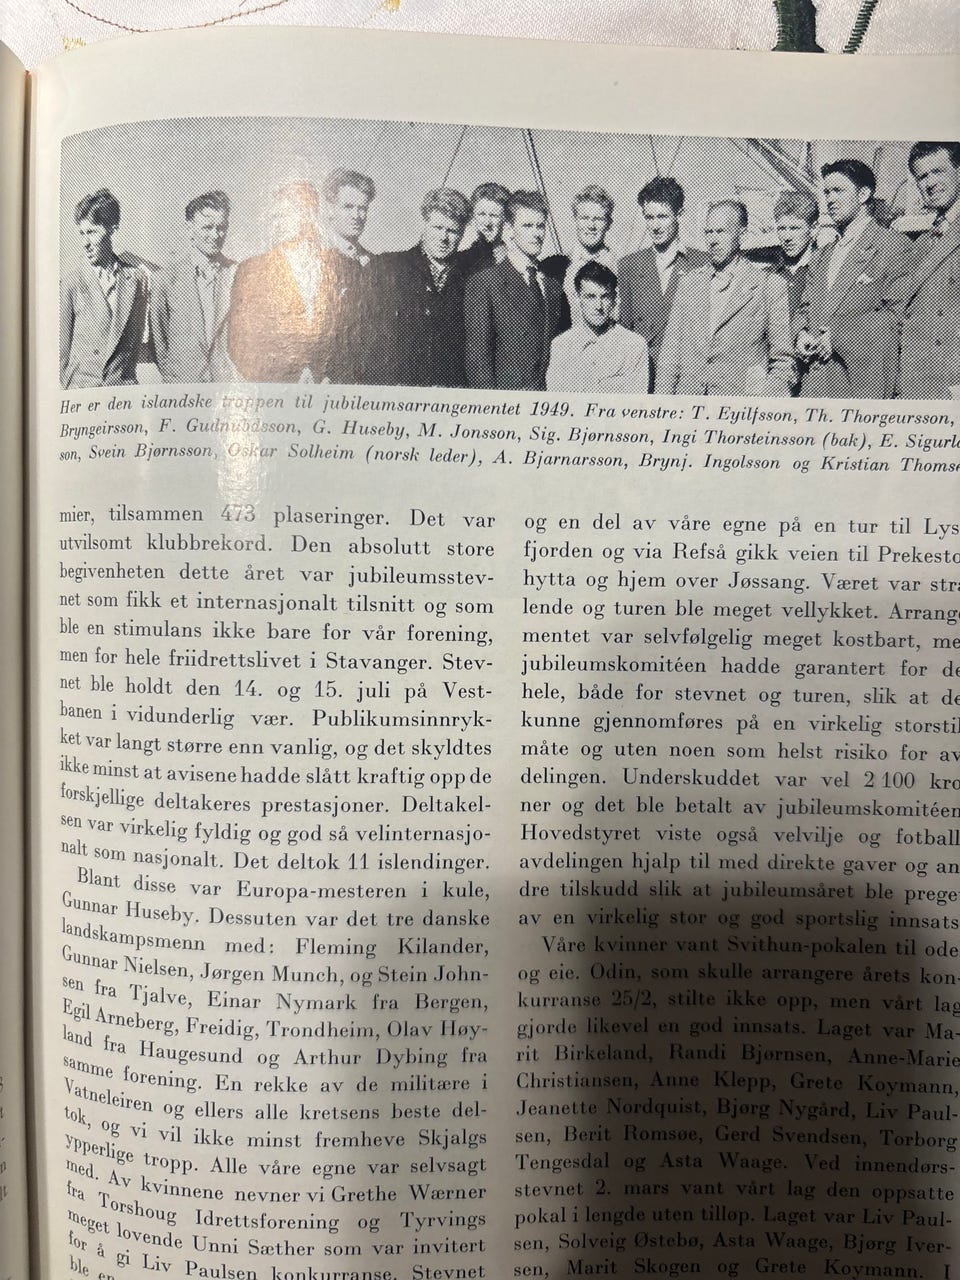 Her er den islandske troppen til jubileumsarrangementet 1949. Fra venstre: T. Eyilfsson, Th. Thorgeursson,
Bryngeirsson, F. Gudnubdsson, G. Huseby, M. Jonsson, Sig. Bjørnsson, Ingi Thorsteinsson (bak), E. Sigurd
son, Svein Bjørnsson, Oskar Solheim (norsk leder), A. Bjarnarsson, Brynj. Ingolsson og Kristian Thomse
mier, tilsammen 473 plaseringer. Det var
utvilsomt klubbrekord. Den absolutt store
begivenheten dette året var jubileumsstev-
net som fikk et internasjonalt tilsnitt og som
ble en stimulans ikke bare for vår forening,
men for hele friidrettslivet i Stavanger. Stev-
net ble holdt den 14. og 15. juli på Vest-
banen i vidunderlig vær. Publikumsinnryk-
ket var langt større enn vanlig, og det skyldtes
ikke minst at avisene hadde slått kraftig opp de
forskjellige deltakeres prestasjoner. Deltakel-
sen var virkelig fyldig og god så vel internasjo-
nalt som nasjonalt. Det deltok 11 islendinger.
Blant disse var Europa-mesteren i kule,
Gunnar Huseby. Dessuten var det tre danske
landskampsmenn med: Fleming Kilander,
Gunnar Nielsen, Jørgen Munch, og Stein John-
sen fra Tjalve, Einar Nymark fra Bergen,
Egil Arneberg, Freidig, Trondheim, Olav Høy-
land fra Haugesund og Arthur Dybing fra
samme forening. En rekke av de militære i
Vatneleiren og ellers alle kretsens beste del-
tok, og vi vil ikke minst fremheve Skjalgs
ypperlige tropp. Alle våre egne var selvsagt
med. Av kvinnene nevner vi Grethe Wærner
fra Torshoug Idrettsforening og Tyrvings
meget lovende Unni Sæther som var invitert
for å gi Liv Paulsen konkurranse. Stevnet
ble en
og en del av våre egne på en tur til Lys
fjorden og via Refså gikk veien til Prekesto
hytta og hjem over Jøssang. Været var strå
lende og turen ble meget vellykket. Arrange
mentet var selvfølgelig meget kostbart, me
jubileumskomitéen hadde garantert for de
hele, både for stevnet og turen, slik at de
kunne gjennomføres på en virkelig storstil
måte og uten noen som helst risiko for av
delingen. Underskuddet var vel 2 100 kro
ner og det ble betalt av jubileumskomitéen
Hovedstyret viste også velvilje og fotball
avdelingen hjalp til med direkte gaver og an
dre tilskudd slik at jubileumsåret ble preget
av en virkelig stor og god sportslig innsats
Våre kvinner vant Svithun-pokalen til ode
og eie. Odin, som skulle arrangere årets kon-
kurranse 25/2, stilte ikke opp, men vårt lag
gjorde likevel en god innsats. Laget var Ma-
rit Birkeland, Randi Bjørnsen, Anne-Marie
Christiansen, Anne Klepp, Grete Koymann,
Jeanette Nordquist, Bjørg Nygård, Liv Paul-
sen, Berit Romsøe, Gerd Svendsen, Torborg
Tengesdal og Asta Waage. Ved innendørs-
stevnet 2. mars vant vårt lag den oppsatte
pokal i lengde uten tilløp. Laget var Liv Paul-
sen, Solveig Østebø, Asta Waage, Bjørg Iver-
sen, Marit Skogen og Grete Koymann. I